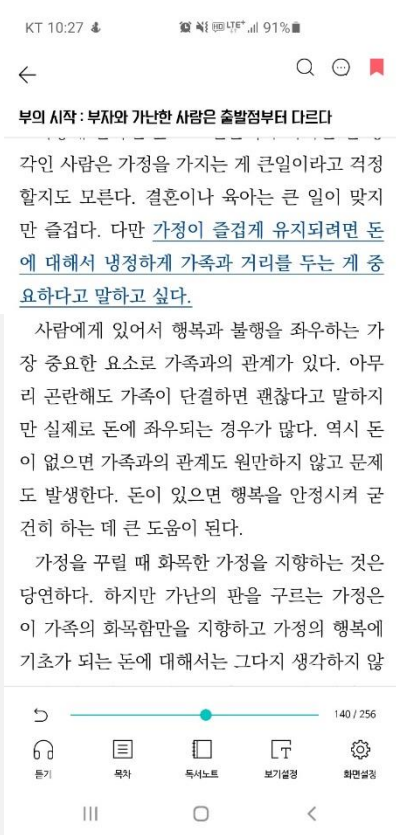 KT 10:27
LTE+ 91%
부의 시작 : 부자와 가난한 사람은 출발점부터 다르다
각인 사람은 가정을 가지는 게 큰일이라고 걱정
할지도 모른다. 결혼이나 육아는 큰 일이 맞지
만 즐겁다. 다만 가정이 즐겁게 유지되려면 돈
에 대해서 냉정하게 가족과 거리를 두는 게 중
요하다고 말하고 싶다.
사람에게 있어서 행복과 불행을 좌우하는 가
장 중요한 요소로 가족과의 관계가 있다. 아무
리 곤란해도 가족이 단결하면 괜찮다고 말하지
만 실제로 돈에 좌우되는 경우가 많다. 역시 돈
이 없으면 가족과의 관계도 원만하지 않고 문제
도 발생한다. 돈이 있으면 행복을 안정시켜 굳
건히 하는 데 큰 도움이 된다.
가정을 꾸릴 때 화목한 가정을 지향하는 것은
당연하다. 하지만 가난의 판을 구르는 가정은
이 가족의 화목함만을 지향하고 가정의 행복에
기초가 되는 돈에 대해서는 그다지 생각하지 않
140 / 256
듣기 목차 독서노트 보기설정 화면설정